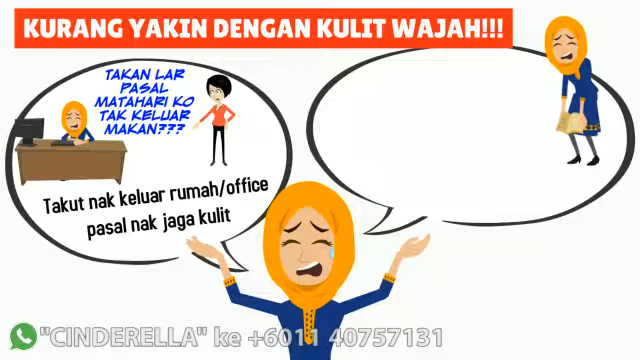 KURANG YAKIN DENGAN KULIT WAJAH!!!
TAKAN LAR
PASAL
MATAHARI KO
TAK KELUAR
MAKAN???
Takut nak keluar rumah/office
pasal nak jaga kulit
"CINDERELLA" ke +6011 40757131